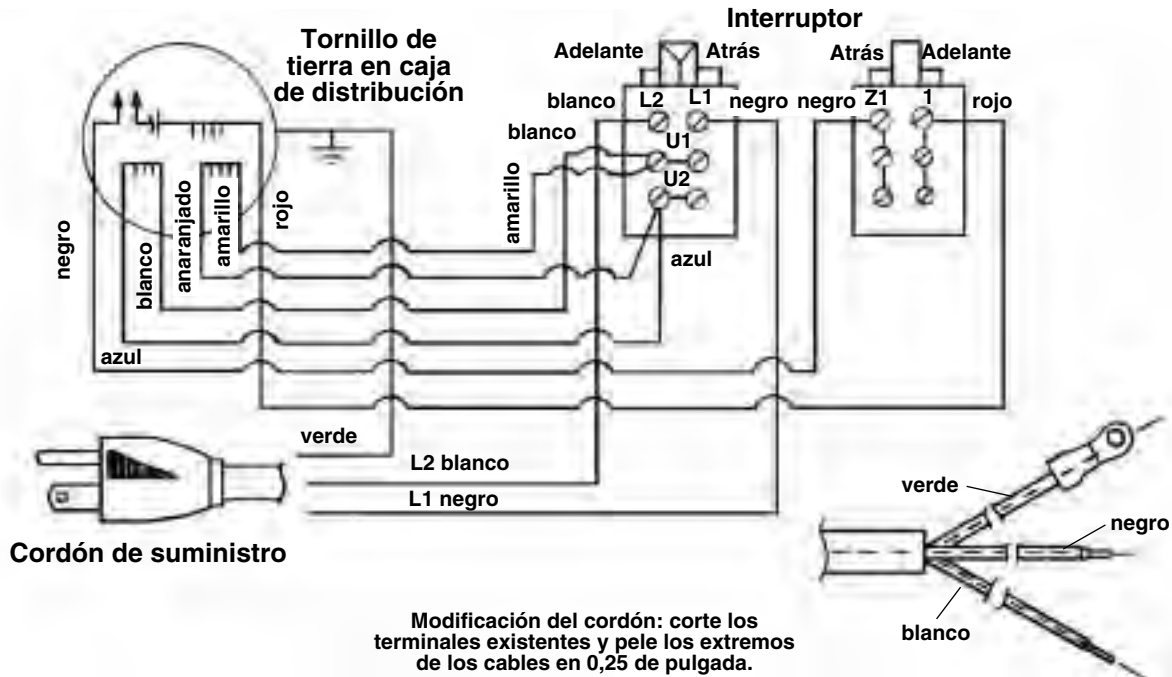 Interruptor
Tornillo de
tierra en caja
de distribución
Adelante
Atrás
Atrás
Adelante
blanco
L2
L1
negro
negro
Z1
1
rojo
blanco
U1
U2
amarillo
azul
negro
blanco
anaranjado
amarillo
rojo
azul
verde
L2 blanco
L1 negro
Cordón de suministro
verde
negro
blanco
Modificación del cordón: corte los
terminales existentes y pele los extremos
de los cables en 0,25 de pulgada.